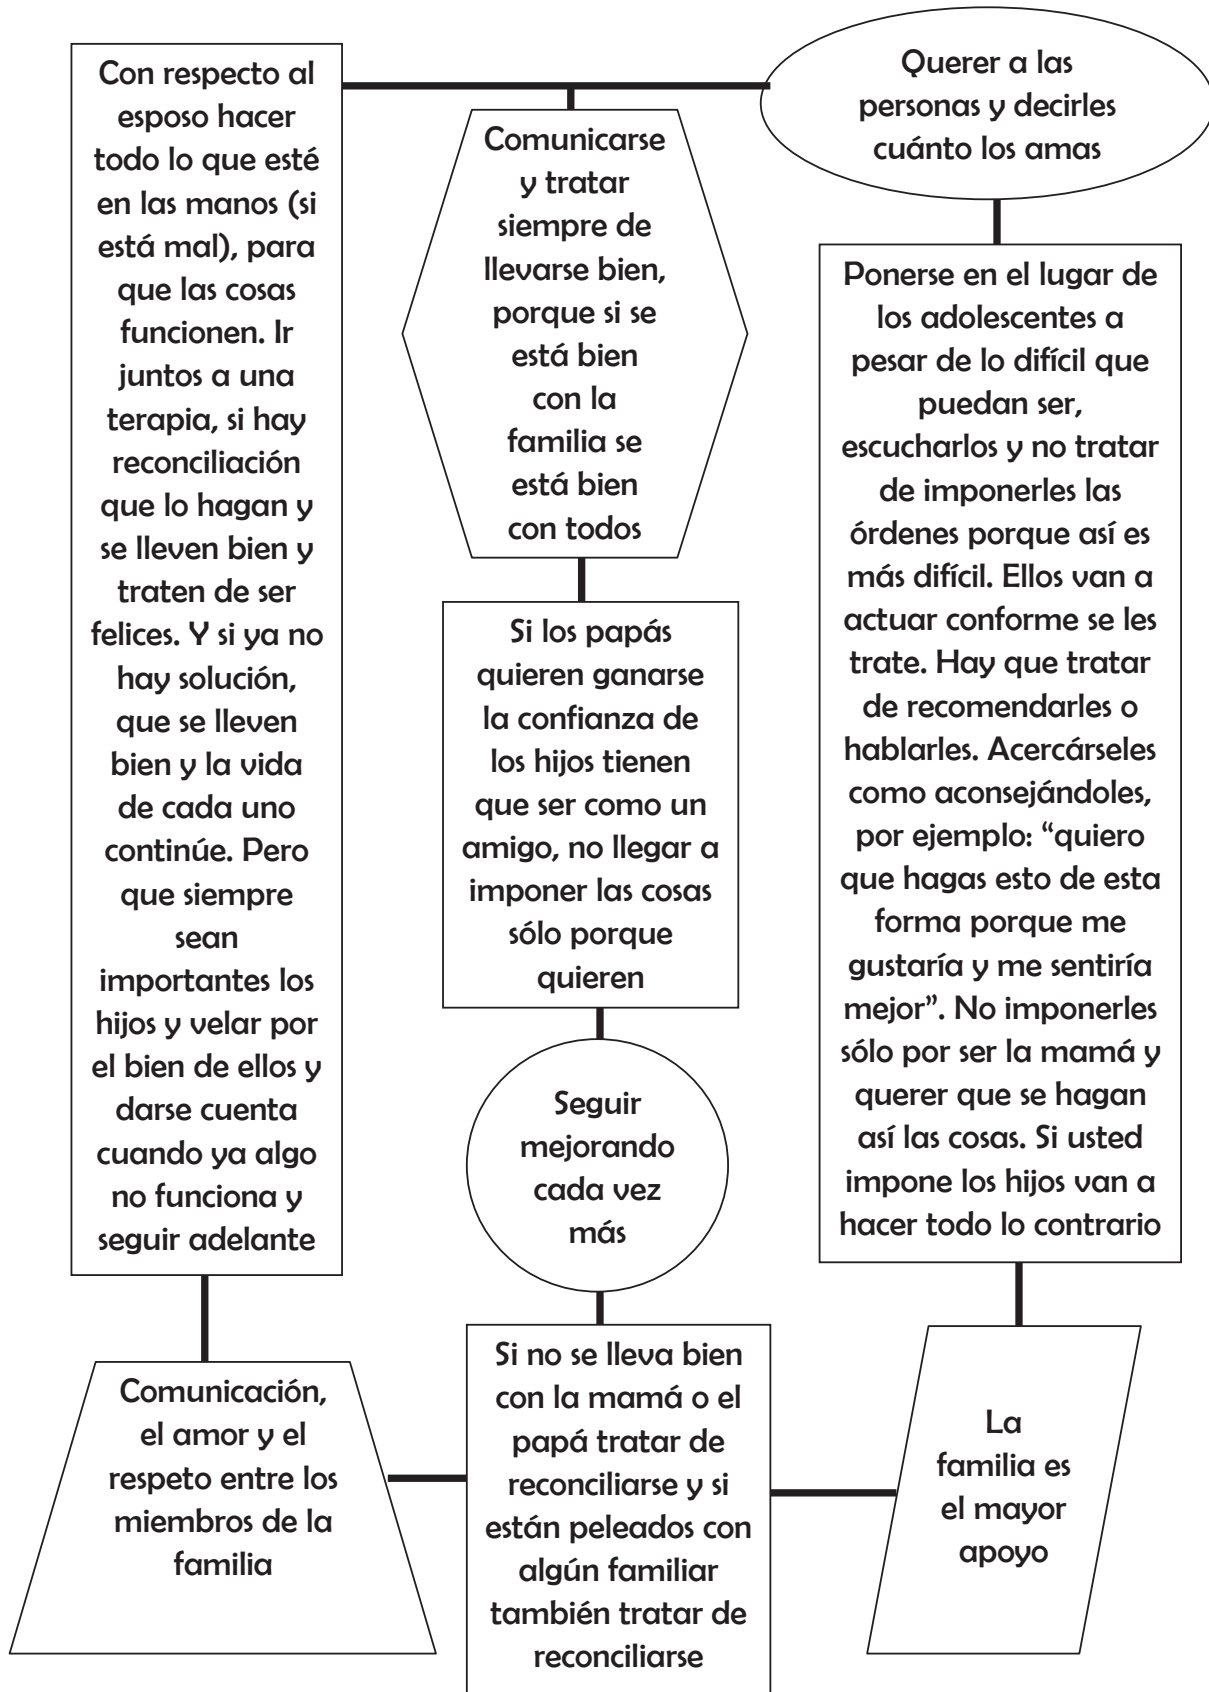 Con respecto al
esposo hacer
todo lo que esté
en las manos (si
está mal), para
que las cosas
funcionen. Ir
juntos a una
terapia, si hay
reconciliación
que lo hagan y
se lleven bien y
traten de ser
felices. Y si ya no
hay solución,
que se lleven
bien y la vida
de cada uno
continúe. Pero
que siempre
sean
importantes los
hijos y velar por
el bien de ellos y
darse cuenta
cuando ya algo
no funciona y
seguir adelante
Comunicarse
y tratar
siempre de
llevarse bien,
porque si se
está bien
con la
familia se
está bien
con todos
Querer a las
personas y decirles
cuánto los amas
Si los papás
quieren ganarse
la confianza de
los hijos tienen
que ser como un
amigo, no llegar a
imponer las cosas
sólo porque
quieren
Ponerse en el lugar de
los adolescentes a
pesar de lo difícil que
puedan ser,
escucharlos y no tratar
de imponerles las
órdenes porque así es
más difícil. Ellos van a
actuar conforme se les
trate. Hay que tratar
de recomendarles o
hablarles. Acercárseles
como aconsejándoles,
por ejemplo: “quiero
que hagas esto de esta
forma porque me
gustaría y me sentiría
mejor”. No imponerles
sólo por ser la mamá y
querer que se hagan
así las cosas. Si usted
impone los hijos van a
hacer todo lo contrario
Seguir
mejorando
cada vez
más
Comunicación,
el amor y el
respeto entre los
miembros de la
familia
Si no se lleva bien
con la mamá o el
papá tratar de
reconciliarse y si
están peleados con
algún familiar
también tratar de
reconciliarse
La
familia es
el mayor
apoyo